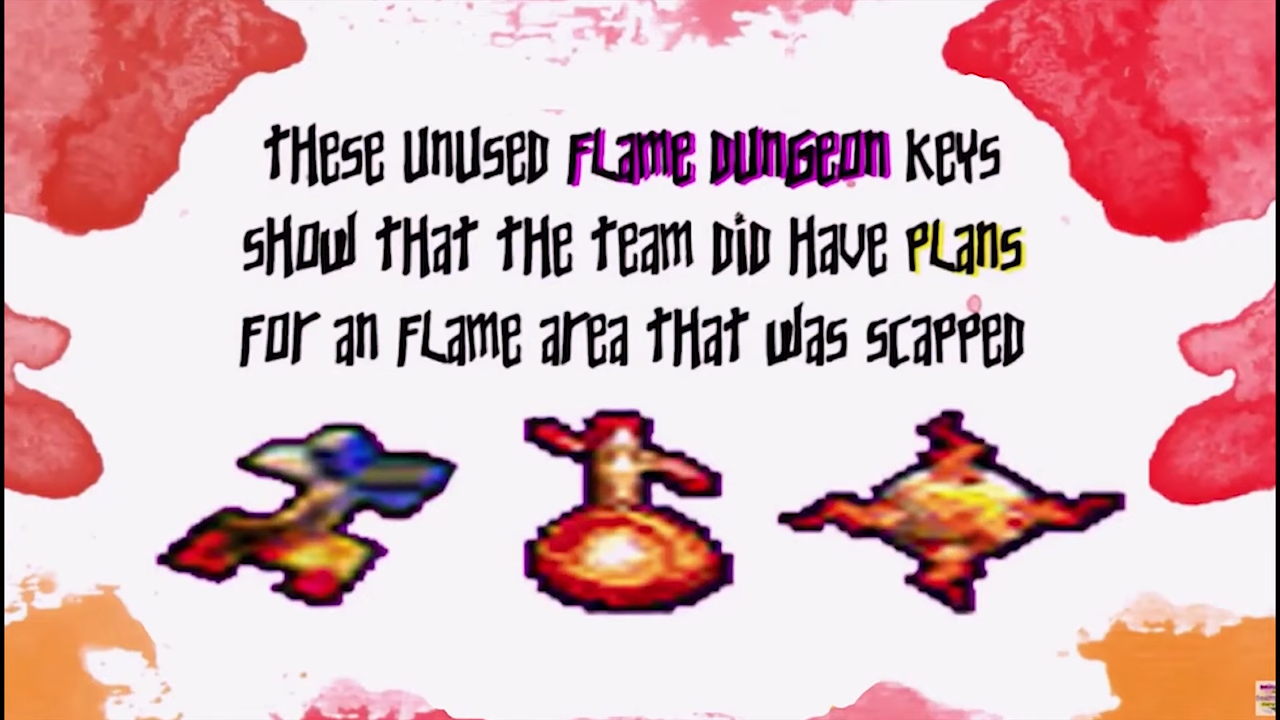 THESE UNUSED FLAME DUNGEON KEYS
SHOW THAT THE TEAM DID HAVE PLANS
FOR AN FLAME AREA THAT WAS SCAPPED